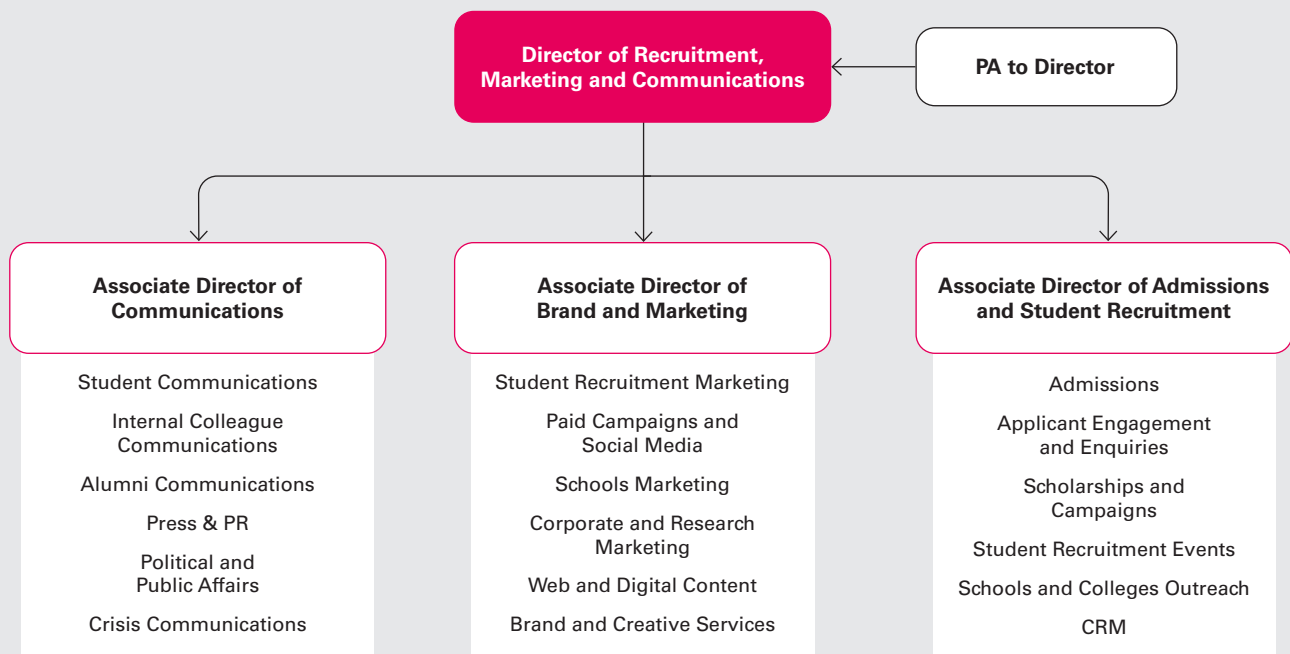 Director of Recruitment,
Marketing and Communications
PA to Director
Associate Director of
Communications
Student Communications
Internal Colleague
Communications
Alumni Communications
Press & PR
Political and
Public Affairs
Crisis Communications
Associate Director of
Brand and Marketing
Student Recruitment Marketing
Paid Campaigns and
Social Media
Schools Marketing
Corporate and Research
Marketing
Web and Digital Content
Brand and Creative Services
Associate Director of Admissions
and Student Recruitment
Admissions
Applicant Engagement
and Enquiries
Scholarships and
Campaigns
Student Recruitment Events
Schools and Colleges Outreach
CRM